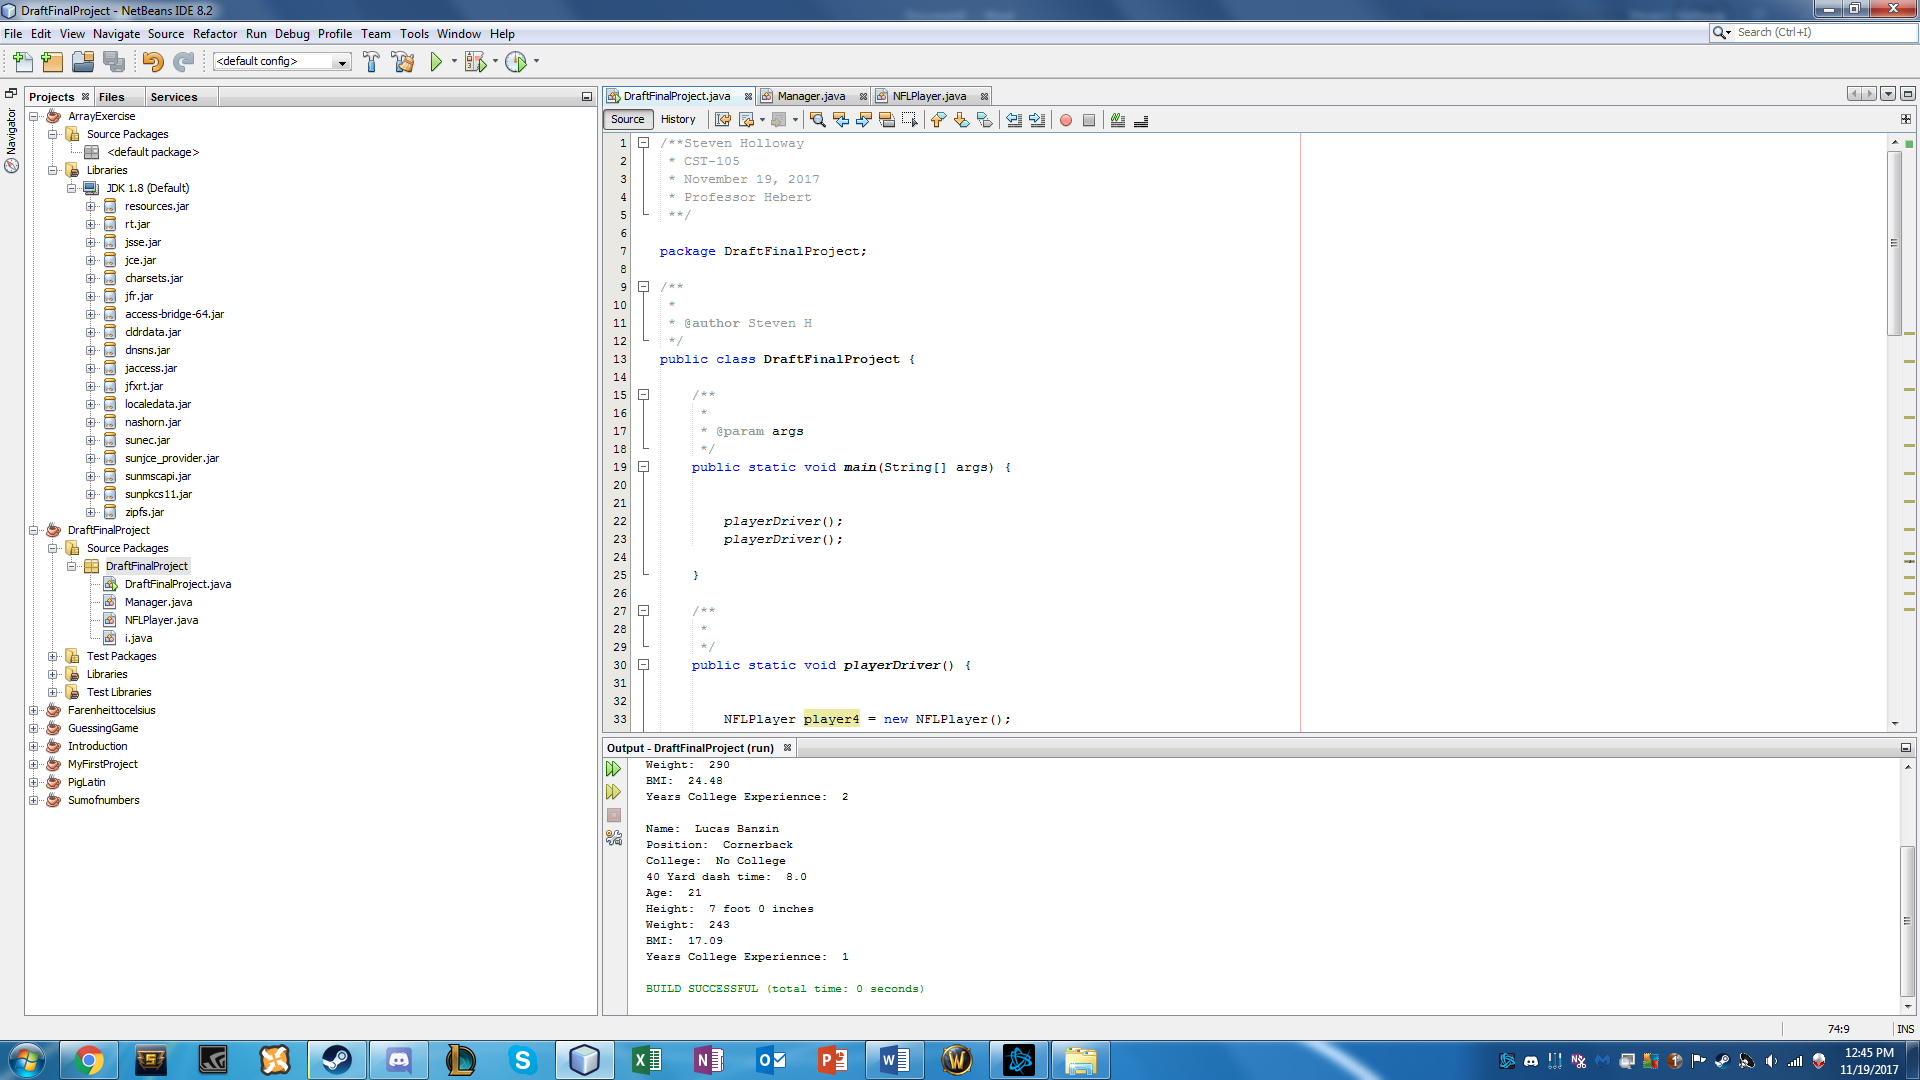 DraftFinalProject - NetBeans IDE 8.2
File Edit View Navigate Source Refactor Run Debug Profile Team Tools Window Help
Search (Ctrl+I)
<default config>
Projects Files Services
Navigator
ArrayExercise
Source Packages
<default package>
Libraries
JDK 1.8 (Default)
resources.jar
rt.jar
jsse.jar
jce.jar
charsets.jar
jfr.jar
access-bridge-64.jar
cldrdata.jar
dnsns.jar
jaccess.jar
jfxrt.jar
localedata.jar
nashorn.jar
sunec.jar
sunjce_provider.jar
sunmscapi.jar
sunpkcs11.jar
zipfs.jar
DraftFinalProject
Source Packages
DraftFinalProject
DraftFinalProject.java
Manager.java
NFLPlayer.java
i.java
Test Packages
Libraries
Test Libraries
Farenheittocelsius
GuessingGame
Introduction
MyFirstProject
PigLatin
Sumofnumbers
DraftFinalProject.java Manager.java NFLPlayer.java
Source History
1 /**Steven Holloway
2 * CST-105
3 * November 19, 2017
4 * Professor Hebert
5 **/
6
7 package DraftFinalProject;
8
9 /**
10 *
11 * @author Steven H
12 */
13 public class DraftFinalProject {
14
15 /**
16 *
17 * @param args
18 */
19 public static void main(String[] args) {
20
21
22 playerDriver();
23 playerDriver();
24
25 }
26
27 /**
28 *
29 */
30 public static void playerDriver() {
31
32
33 NFLPlayer player4 = new NFLPlayer();
Output - DraftFinalProject (run)
Weight: 290
BMI: 24.48
Years College Experiennce: 2
Name: Lucas Banzin
Position: Cornerback
College: No College
40 Yard dash time: 8.0
Age: 21
Height: 7 foot 0 inches
Weight: 243
BMI: 17.09
Years College Experiennce: 1
BUILD SUCCESSFUL (total time: 0 seconds)
74:9 INS
12:45 PM
11/19/2017